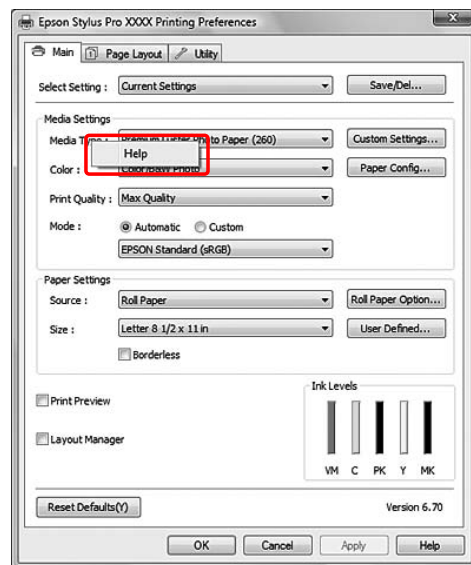 Epson Stylus Pro XXXX Printing Preferences
Main Page Layout Utility
Select Setting : Current Settings Save/Del...
Media Settings
Media Type : Premium Luster Photo Paper (260) Custom Settings...
Help
Color : Color/B&W Photo Paper Config...
Print Quality : Max Quality
Mode : Automatic Custom
EPSON Standard (sRGB)
Paper Settings
Source : Roll Paper Roll Paper Option...
Size : Letter 8 1/2 x 11 in User Defined...
Borderless
Ink Levels
Print Preview
Layout Manager
VM C PK Y MK
Reset Defaults(Y) Version 6.70
OK Cancel Apply Help